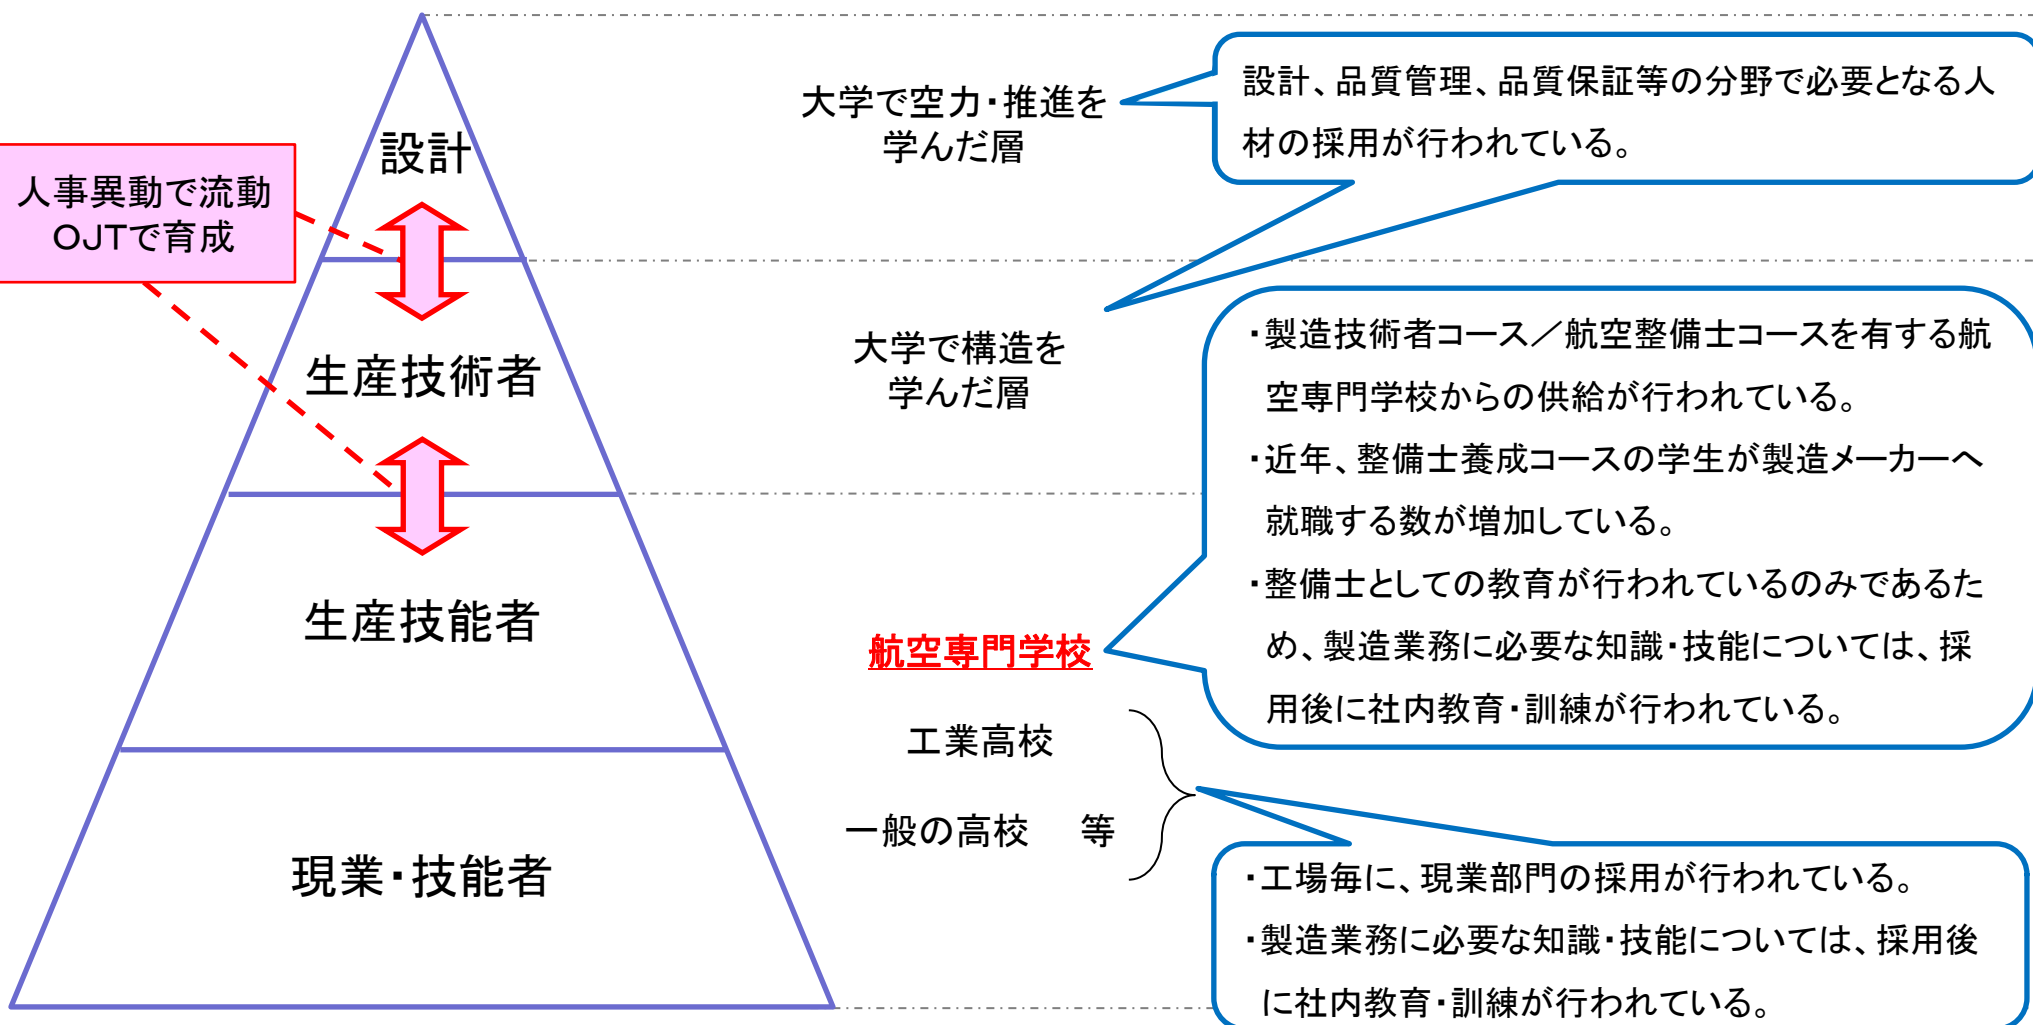 人事異動で流動
OJTで育成
設計
生産技術者
生産技能者
現業・技能者
大学で空力・推進を
学んだ層
大学で構造を
学んだ層
航空専門学校
工業高校
一般の高校 等
設計、品質管理、品質保証等の分野で必要となる人
材の採用が行われている。
・製造技術者コース／航空整備士コースを有する航
空専門学校からの供給が行われている。
・近年、整備士養成コースの学生が製造メーカーへ
就職する数が増加している。
・整備士としての教育が行われているのみであるた
め、製造業務に必要な知識・技能については、採
用後に社内教育・訓練が行われている。
・工場毎に、現業部門の採用が行われている。
・製造業務に必要な知識・技能については、採用後
に社内教育・訓練が行われている。